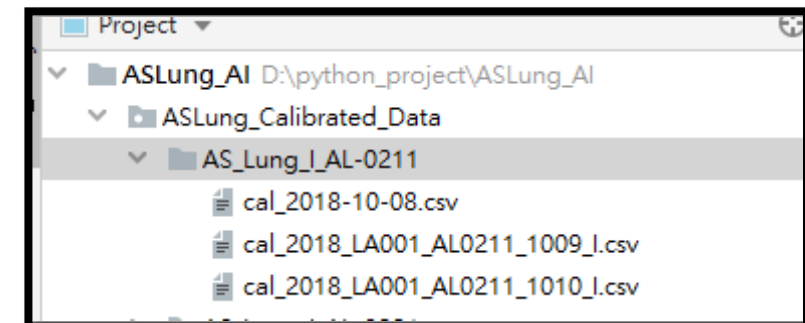 Project
ASLung_AI D:\python_project\ASLung_AI
ASLung_Calibrated_Data
AS_Lung_I_AL-0211
cal_2018-10-08.csv
cal_2018_LA001_AL0211_1009_I.csv
cal_2018_LA001_AL0211_1010_I.csv